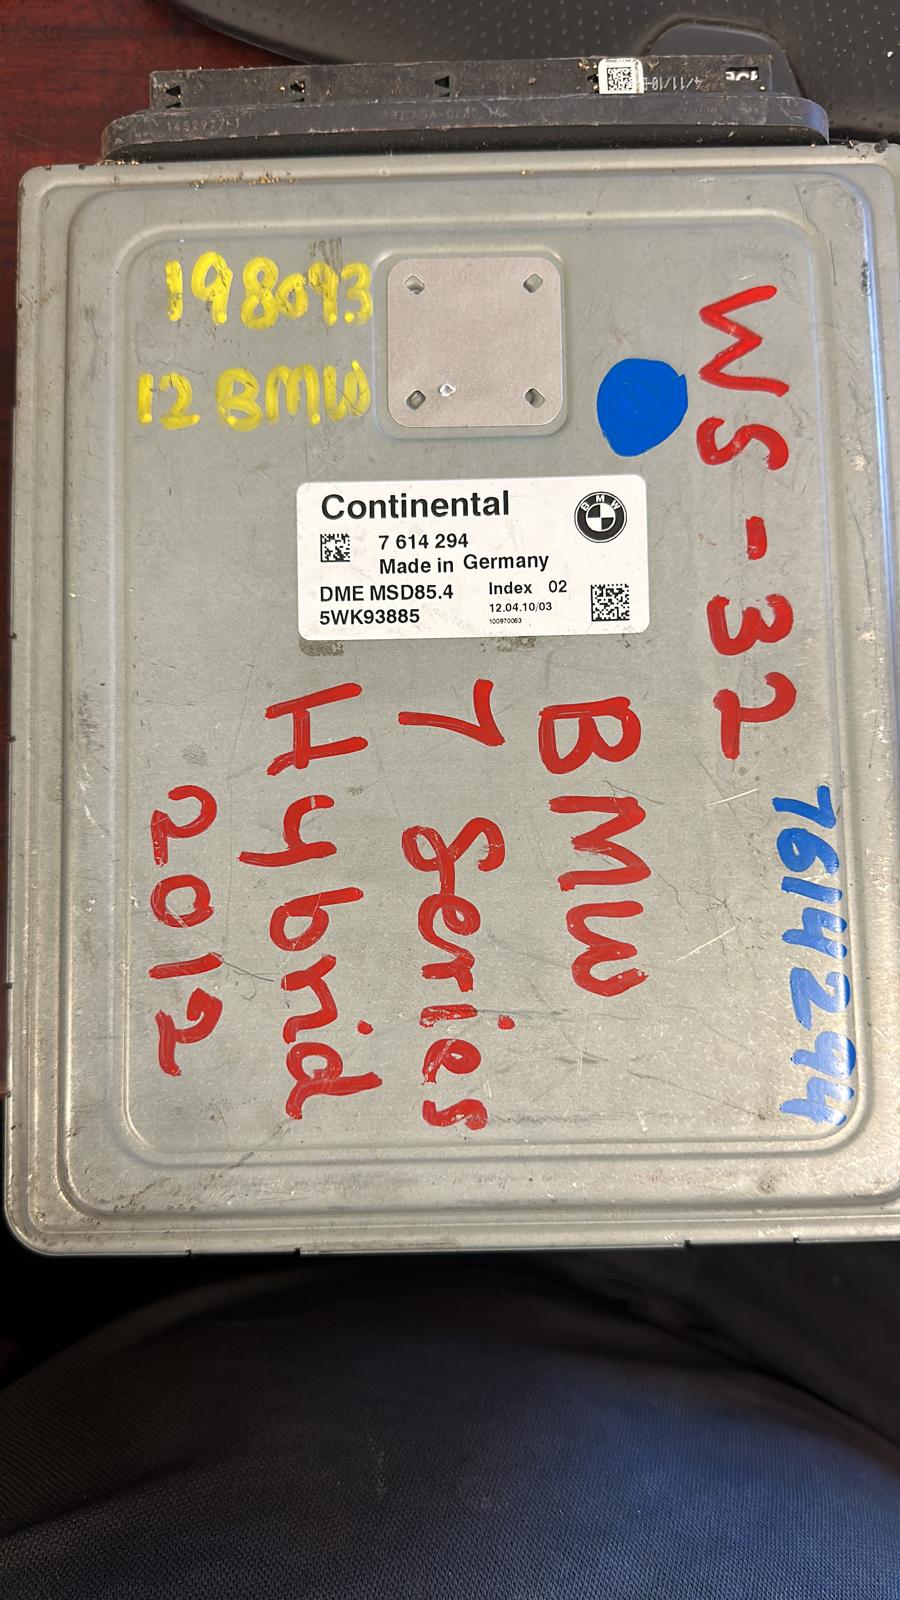 198093
12 BMW
WS-32
Continental
BMW
7 614 294
Made in Germany
DME MSD85.4 Index 02
5WK93885 12.04.10/03
100970063
BMW
7 Series
Hybrid
2012
7614294